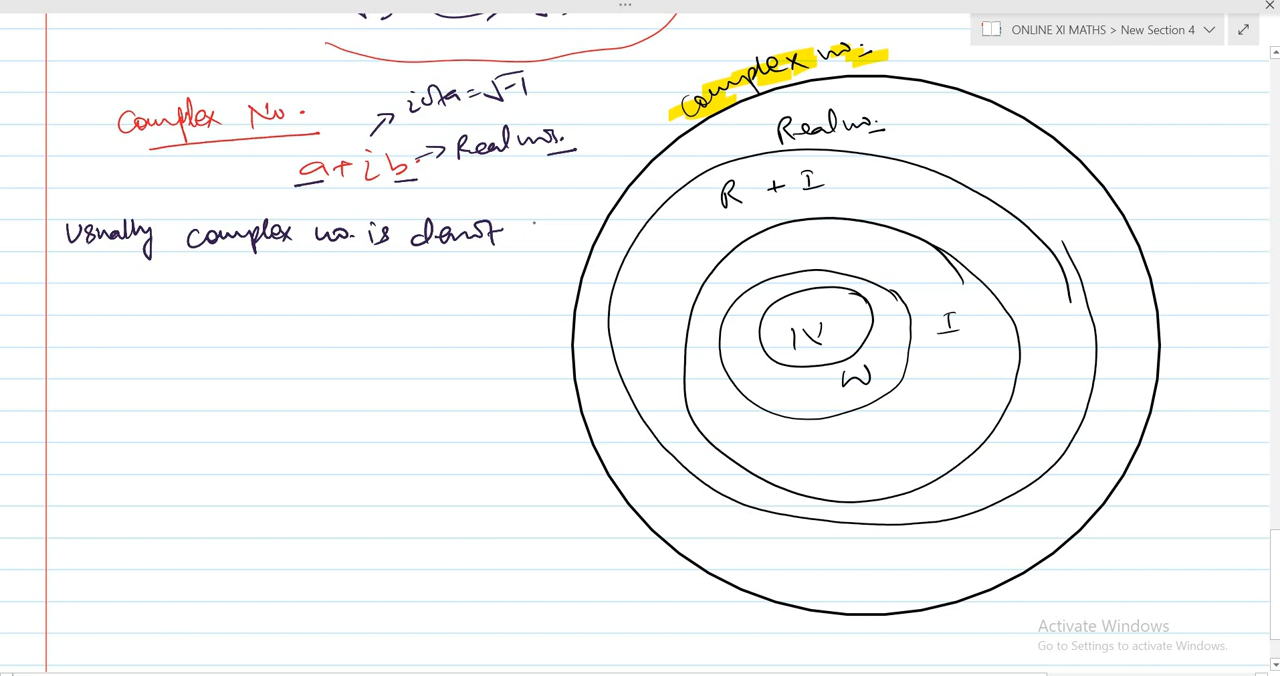 ONLINE XI MATHS > New Section 4
Complex No.
iota = √-1
a + i b → Real nos.
Usually complex no. is denot
complex no.
Real no.
R + I
I
N
W
Activate Windows
Go to Settings to activate Windows.